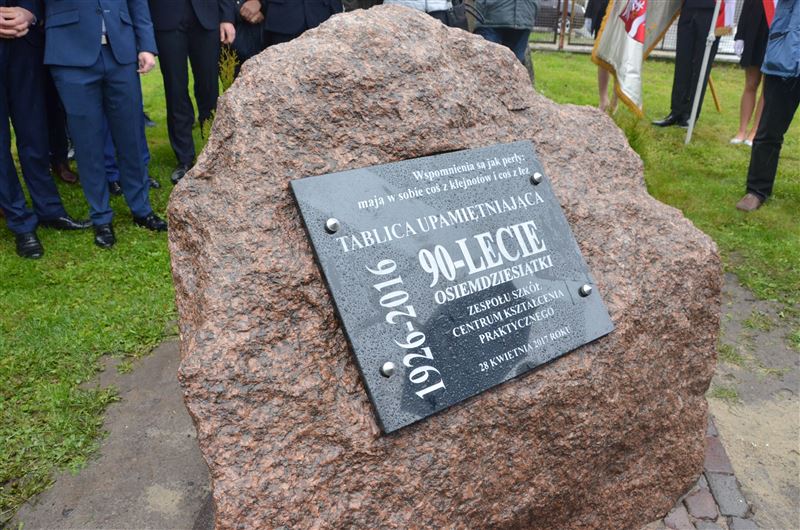 Wspomnienia są jak perły:
mają w sobie coś z klejnotów i coś z łez
TABLICA UPAMIĘTNIAJĄCA
90-LECIE
OSIEMDZIESIĄTKI
ZESPOŁU SZKÓŁ
CENTRUM KSZTAŁCENIA
PRAKTYCZNEGO
28 KWIETNIA 2017 ROKU
1926-2016